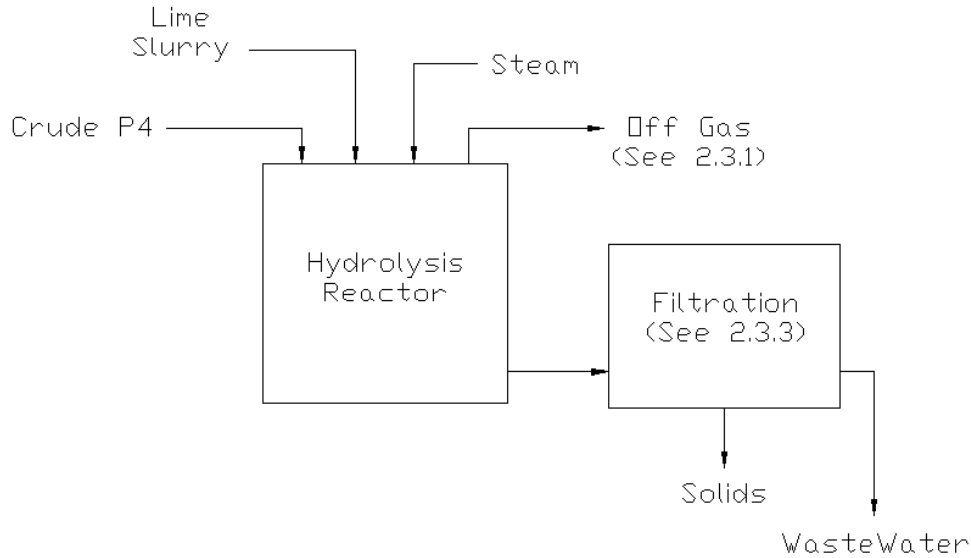 Lime
Slurry
Steam
Crude P4
Off Gas
(See 2.3.1)
Hydrolysis
Reactor
Filtration
(See 2.3.3)
Solids
WasteWater